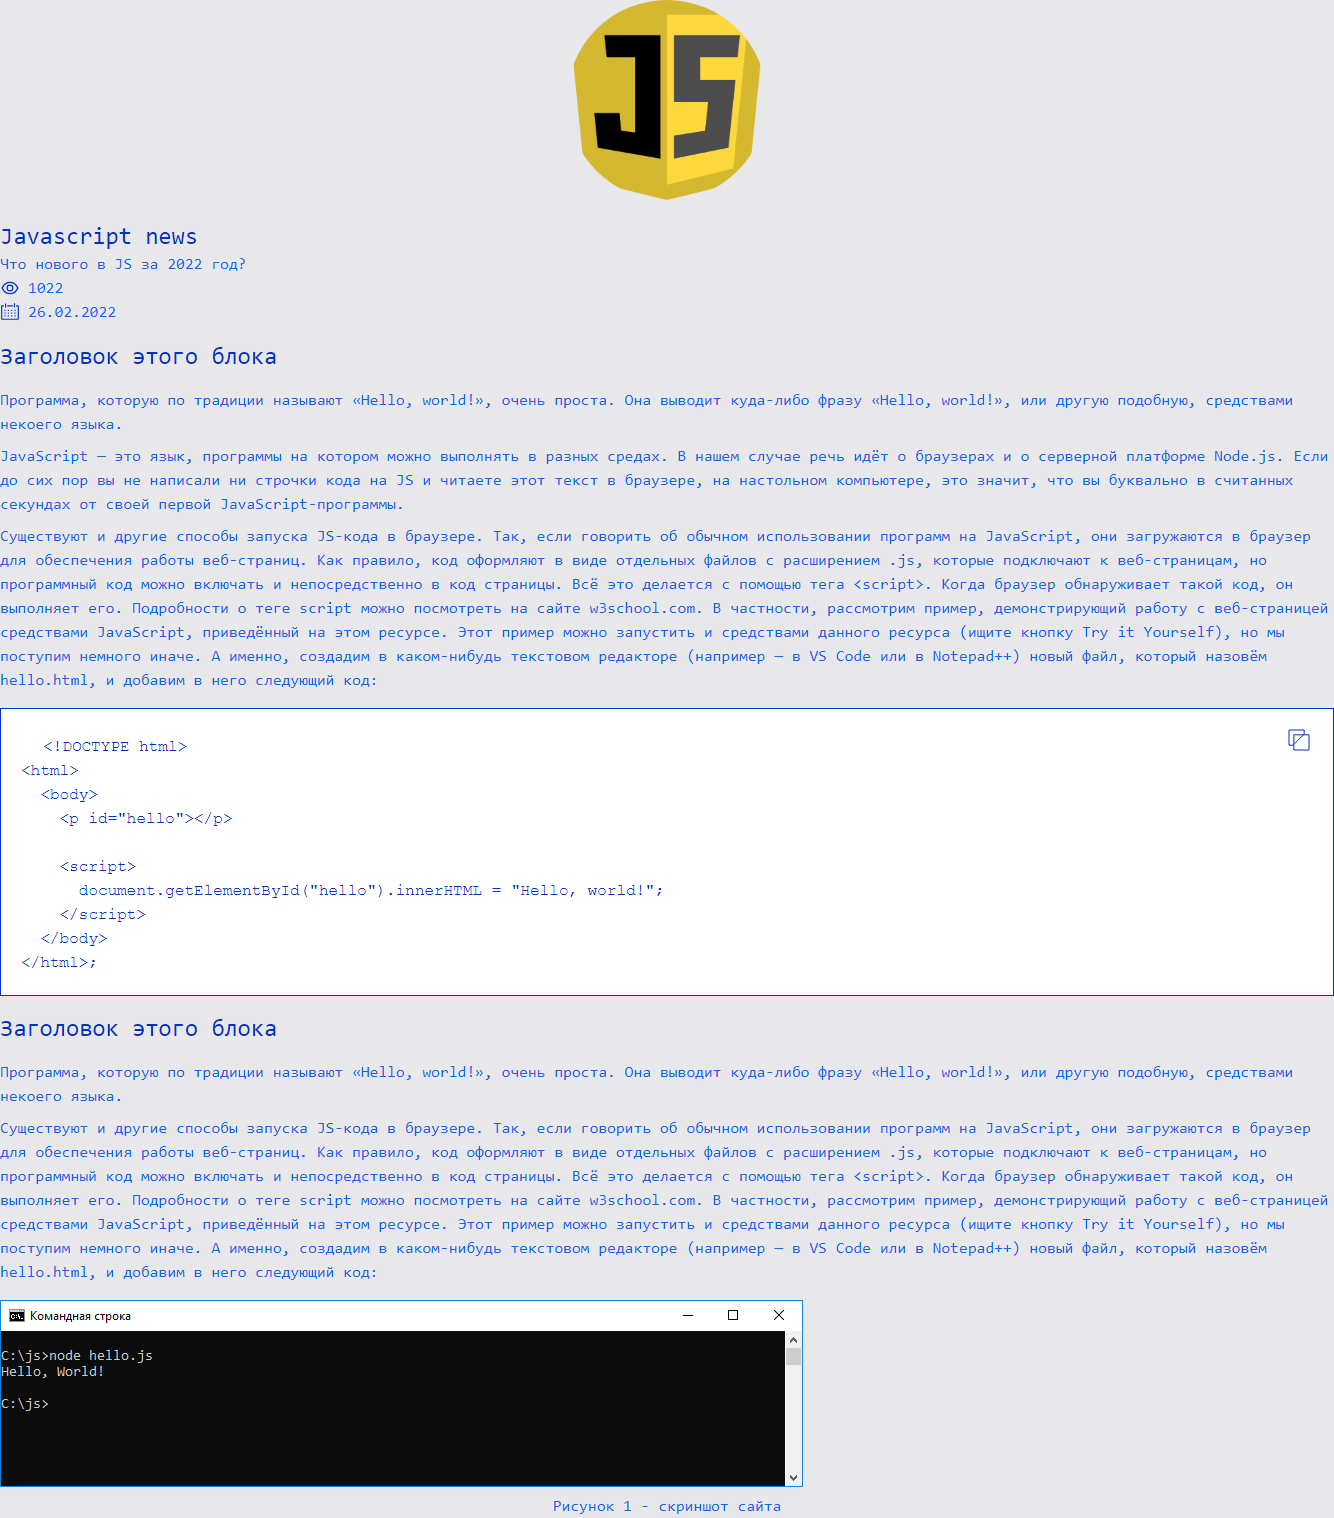 JS
Javascript news
Что нового в JS за 2022 год?
1022
26.02.2022
Заголовок этого блока
Программа, которую по традиции называют «Hello, world!», очень проста. Она выводит куда-либо фразу «Hello, world!», или другую подобную, средствами
некоего языка.
JavaScript — это язык, программы на котором можно выполнять в разных средах. В нашем случае речь идёт о браузерах и о серверной платформе Node.js. Если
до сих пор вы не написали ни строчки кода на JS и читаете этот текст в браузере, на настольном компьютере, это значит, что вы буквально в считанных
секундах от своей первой JavaScript-программы.
Существуют и другие способы запуска JS-кода в браузере. Так, если говорить об обычном использовании программ на JavaScript, они загружаются в браузер
для обеспечения работы веб-страниц. Как правило, код оформляют в виде отдельных файлов с расширением .js, которые подключают к веб-страницам, но
программный код можно включать и непосредственно в код страницы. Всё это делается с помощью тега <script>. Когда браузер обнаруживает такой код, он
выполняет его. Подробности о теге script можно посмотреть на сайте w3school.com. В частности, рассмотрим пример, демонстрирующий работу с веб-страницей
средствами JavaScript, приведённый на этом ресурсе. Этот пример можно запустить и средствами данного ресурса (ищите кнопку Try it Yourself), но мы
поступим немного иначе. А именно, создадим в каком-нибудь текстовом редакторе (например — в VS Code или в Notepad++) новый файл, который назовём
hello.html, и добавим в него следующий код:
<!DOCTYPE html>
<html>
<body>
<p id="hello"></p>
<script>
document.getElementById("hello").innerHTML = "Hello, world!";
</script>
</body>
</html>;
Заголовок этого блока
Программа, которую по традиции называют «Hello, world!», очень проста. Она выводит куда-либо фразу «Hello, world!», или другую подобную, средствами
некоего языка.
Существуют и другие способы запуска JS-кода в браузере. Так, если говорить об обычном использовании программ на JavaScript, они загружаются в браузер
для обеспечения работы веб-страниц. Как правило, код оформляют в виде отдельных файлов с расширением .js, которые подключают к веб-страницам, но
программный код можно включать и непосредственно в код страницы. Всё это делается с помощью тега <script>. Когда браузер обнаруживает такой код, он
выполняет его. Подробности о теге script можно посмотреть на сайте w3school.com. В частности, рассмотрим пример, демонстрирующий работу с веб-страницей
средствами JavaScript, приведённый на этом ресурсе. Этот пример можно запустить и средствами данного ресурса (ищите кнопку Try it Yourself), но мы
поступим немного иначе. А именно, создадим в каком-нибудь текстовом редакторе (например — в VS Code или в Notepad++) новый файл, который назовём
hello.html, и добавим в него следующий код:
C:\. Командная строка
C:\js>node hello.js
Hello, World!
C:\js>
Рисунок 1 - скриншот сайта